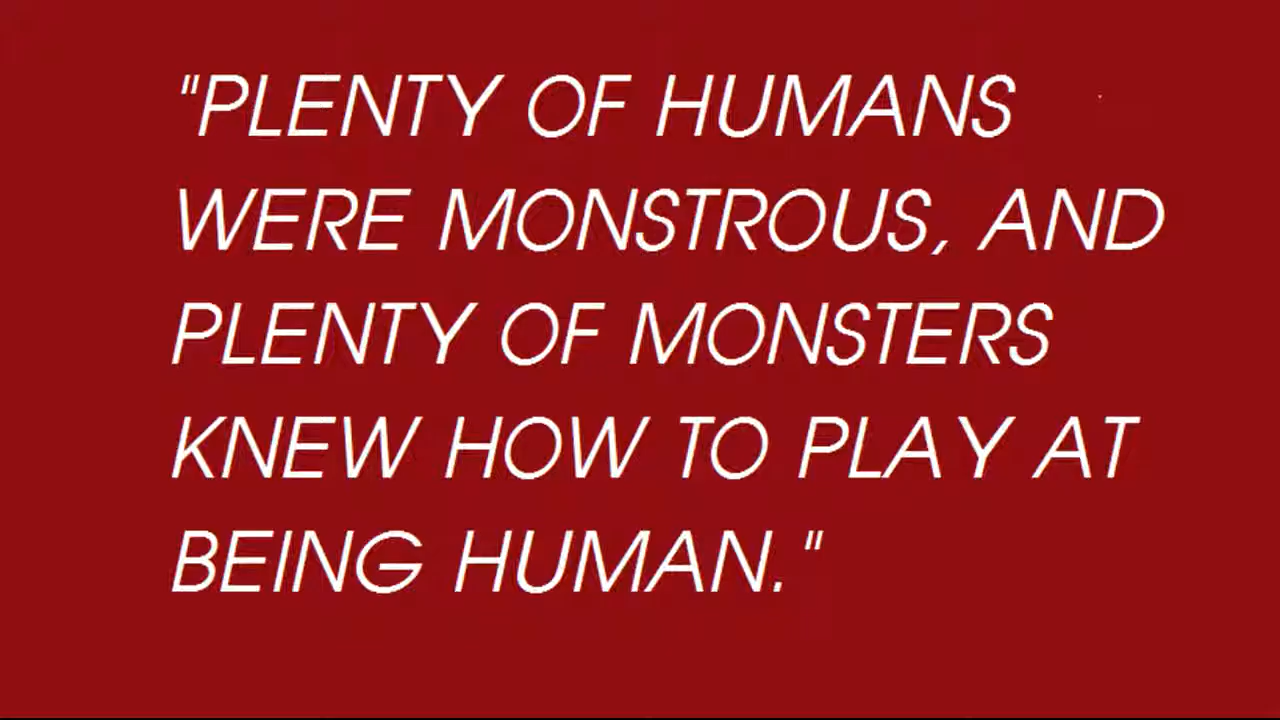 "PLENTY OF HUMANS
WERE MONSTROUS, AND
PLENTY OF MONSTERS
KNEW HOW TO PLAY AT
BEING HUMAN."